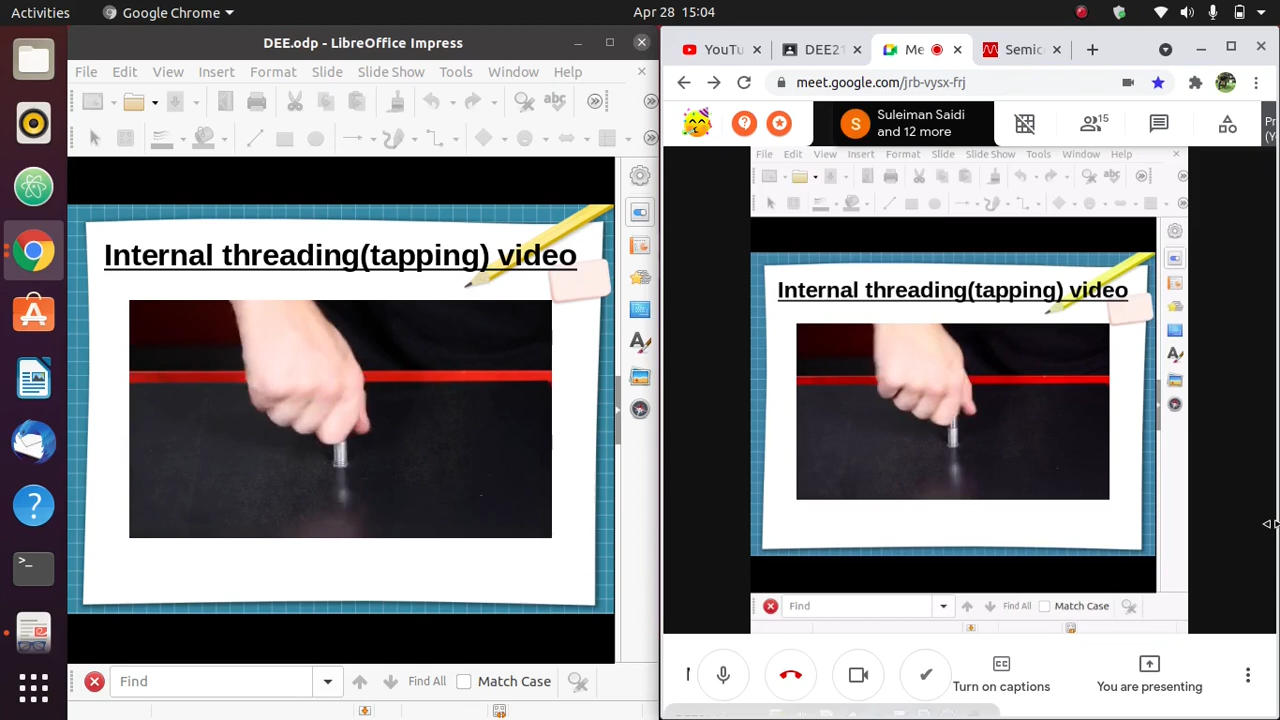 Activities
Google Chrome
Apr 28 15:04
DEE.odp - LibreOffice Impress
File Edit View Insert Format Slide Slide Show Tools Window Help
abc
Internal threading(tapping) video
Find
Find All
Match Case
YouTu
DEE21
Me
Semic
meet.google.com/jrb-vysx-frj
S
Suleiman Saidi
and 12 more
15
File Edit View Insert Format Slide Slide Show Tools Window Help
abc
Internal threading(tapping) video
Find
Find All
Match Case
Turn on captions
You are presenting